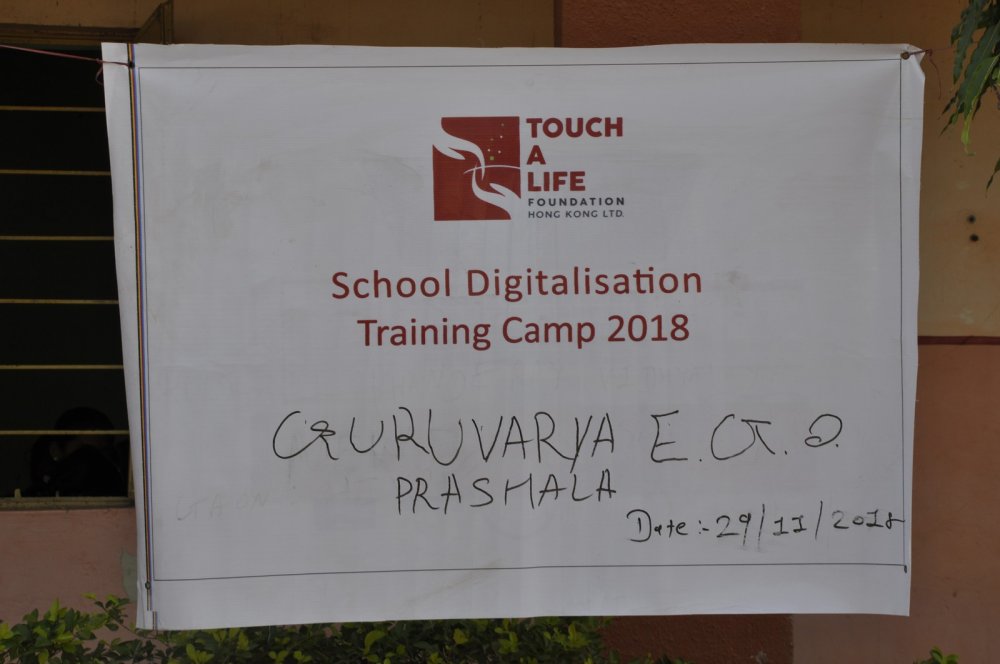 TOUCH
A
LIFE
FOUNDATION
HONG KONG LTD.
School Digitalisation
Training Camp 2018
GURUVARYA E. G. D.
PRASHALA
Date :- 29/11/2018